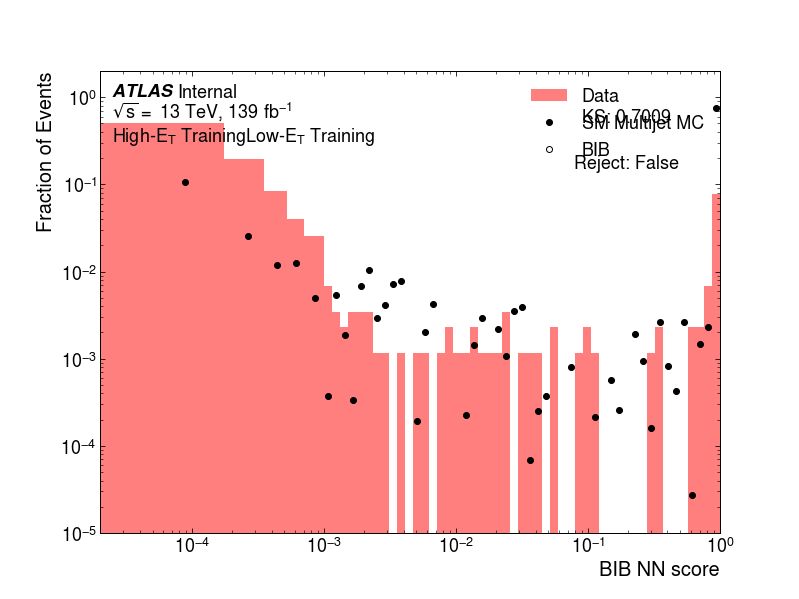 ATLAS Internal
√s = 13 TeV, 139 fb⁻¹
High-E_T TrainingLow-E_T Training
Data
KS: 0.7009
SM Multijet MC
BIB
Reject: False
Fraction of Events
10⁰
10⁻¹
10⁻²
10⁻³
10⁻⁴
10⁻⁵
10⁻⁴ 10⁻³ 10⁻² 10⁻¹ 10⁰
BIB NN score